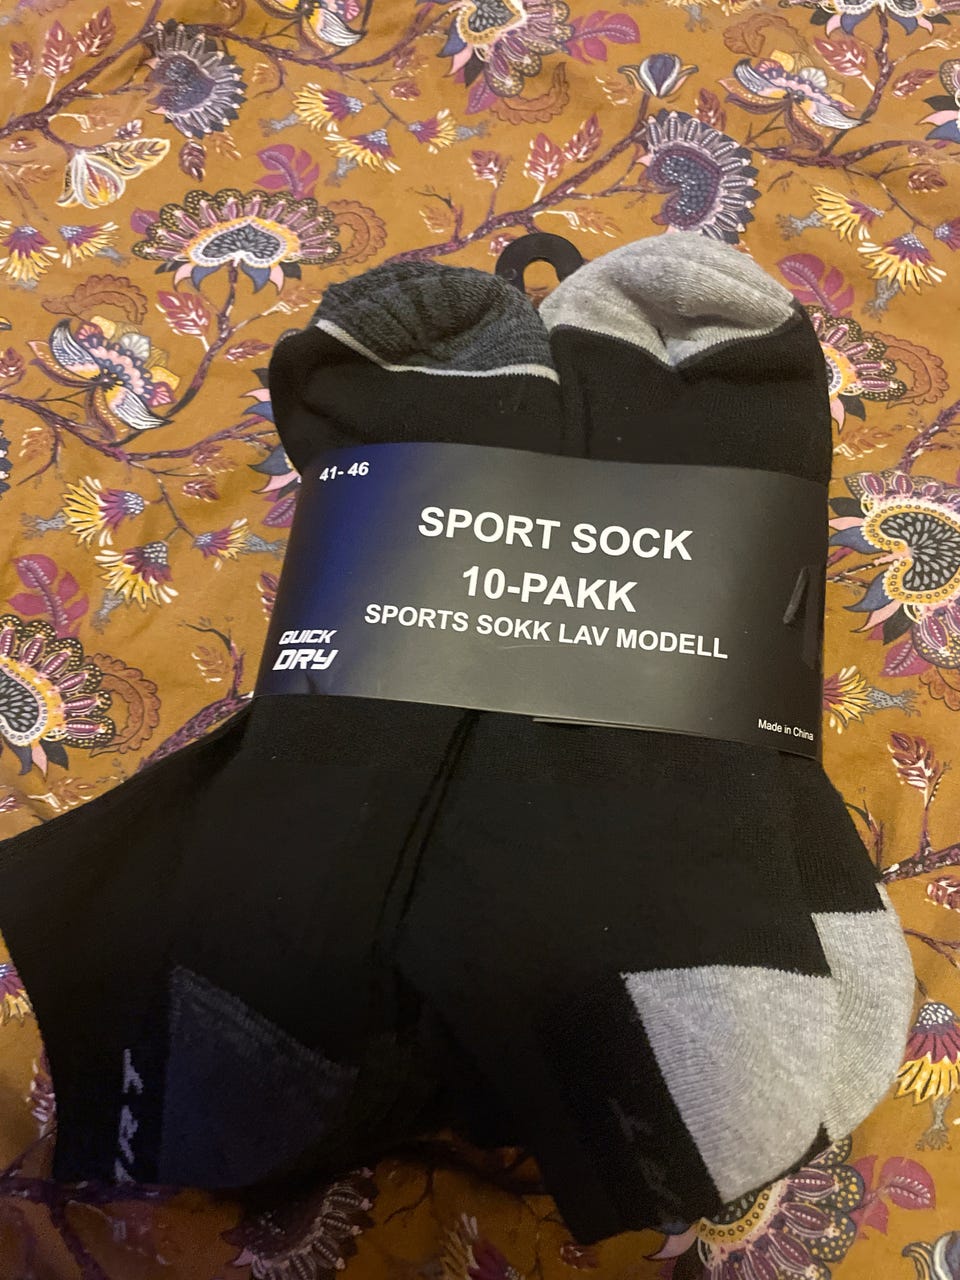 41-46
SPORT SOCK
10-PAKK
SPORTS SOKK LAV MODELL
QUICK
DRY
Made in China